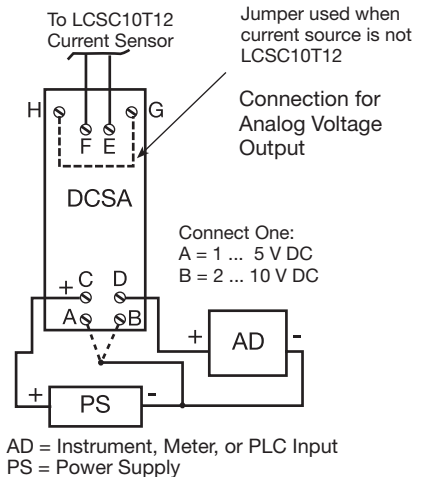 To LCSC10T12
Current Sensor
Jumper used when
current source is not
LCSC10T12
Connection for
Analog Voltage
Output
H
G
F E
DCSA
Connect One:
A = 1 ... 5 V DC
B = 2 ... 10 V DC
+ C D
A B
+ AD -
+ PS -
AD = Instrument, Meter, or PLC Input
PS = Power Supply